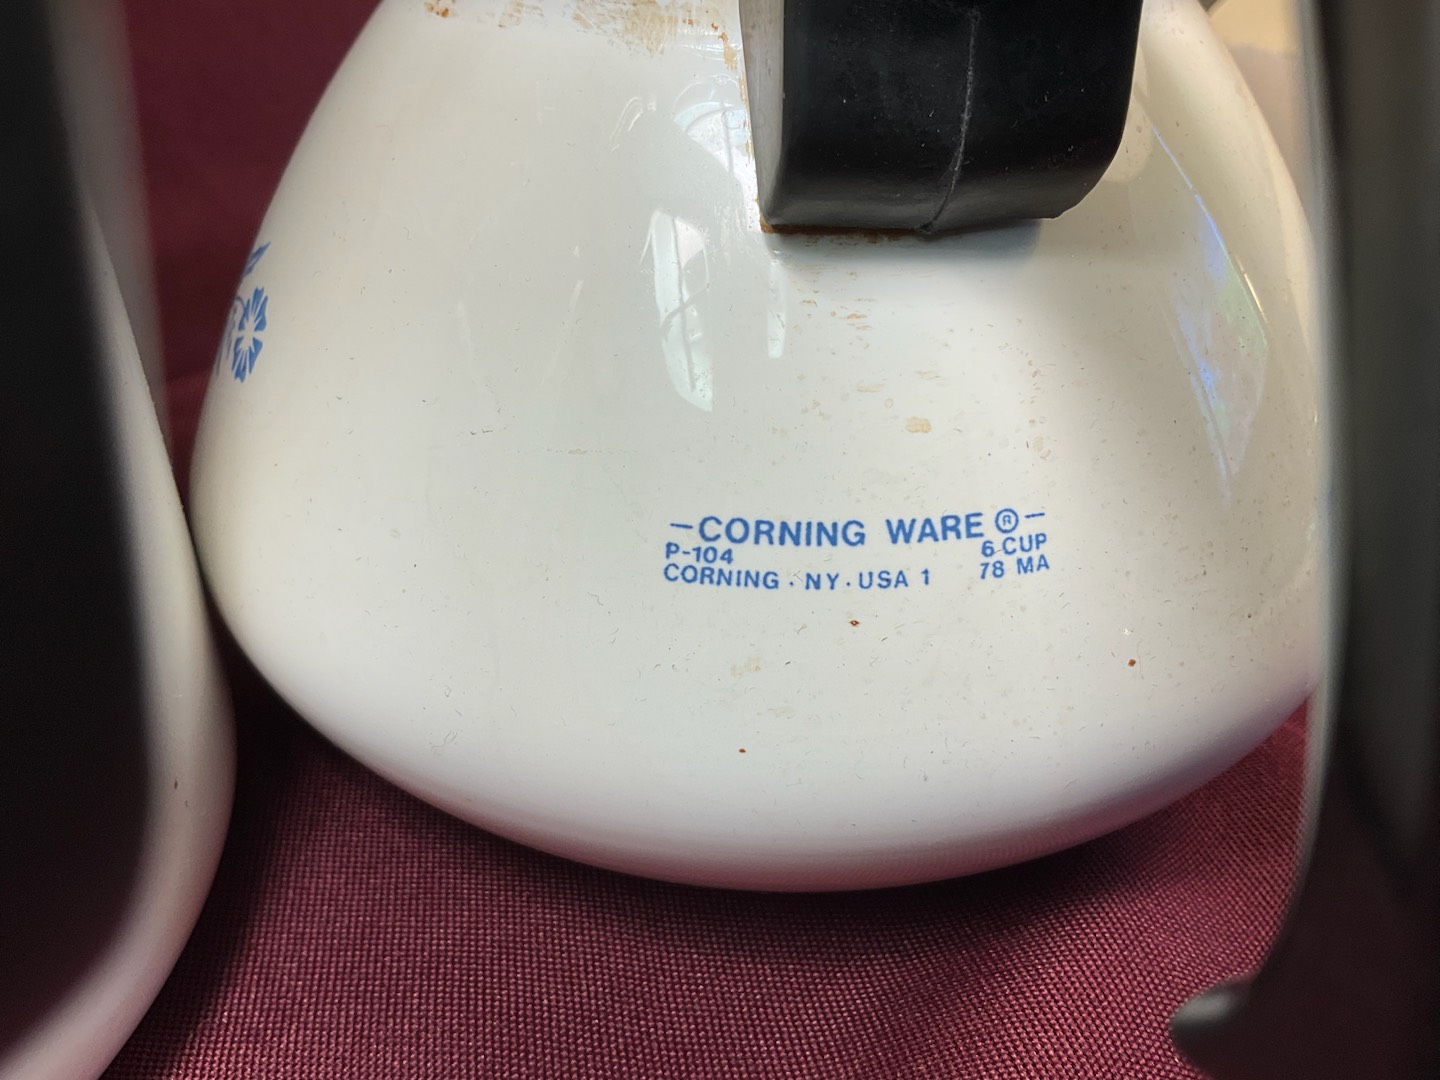 -CORNING WARE ®-
P-104 6 CUP
CORNING · NY · USA 1 78 MA